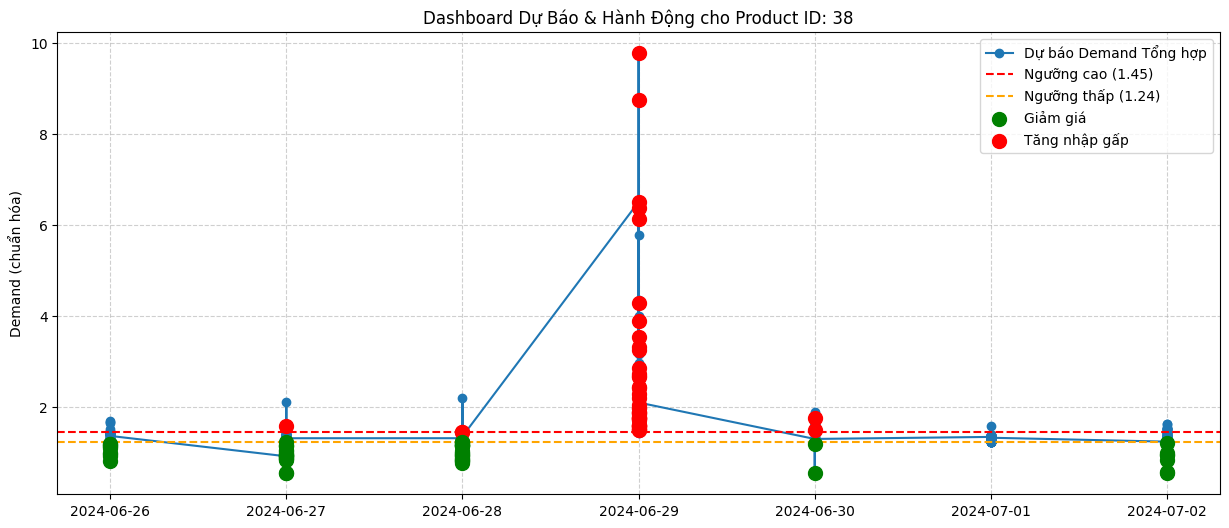 Dashboard Dự Báo & Hành Động cho Product ID: 38
Demand (chuẩn hóa)
10
8
6
4
2
Dự báo Demand Tổng hợp
Ngưỡng cao (1.45)
Ngưỡng thấp (1.24)
Giảm giá
Tăng nhập gấp
2024-06-26
2024-06-27
2024-06-28
2024-06-29
2024-06-30
2024-07-01
2024-07-02